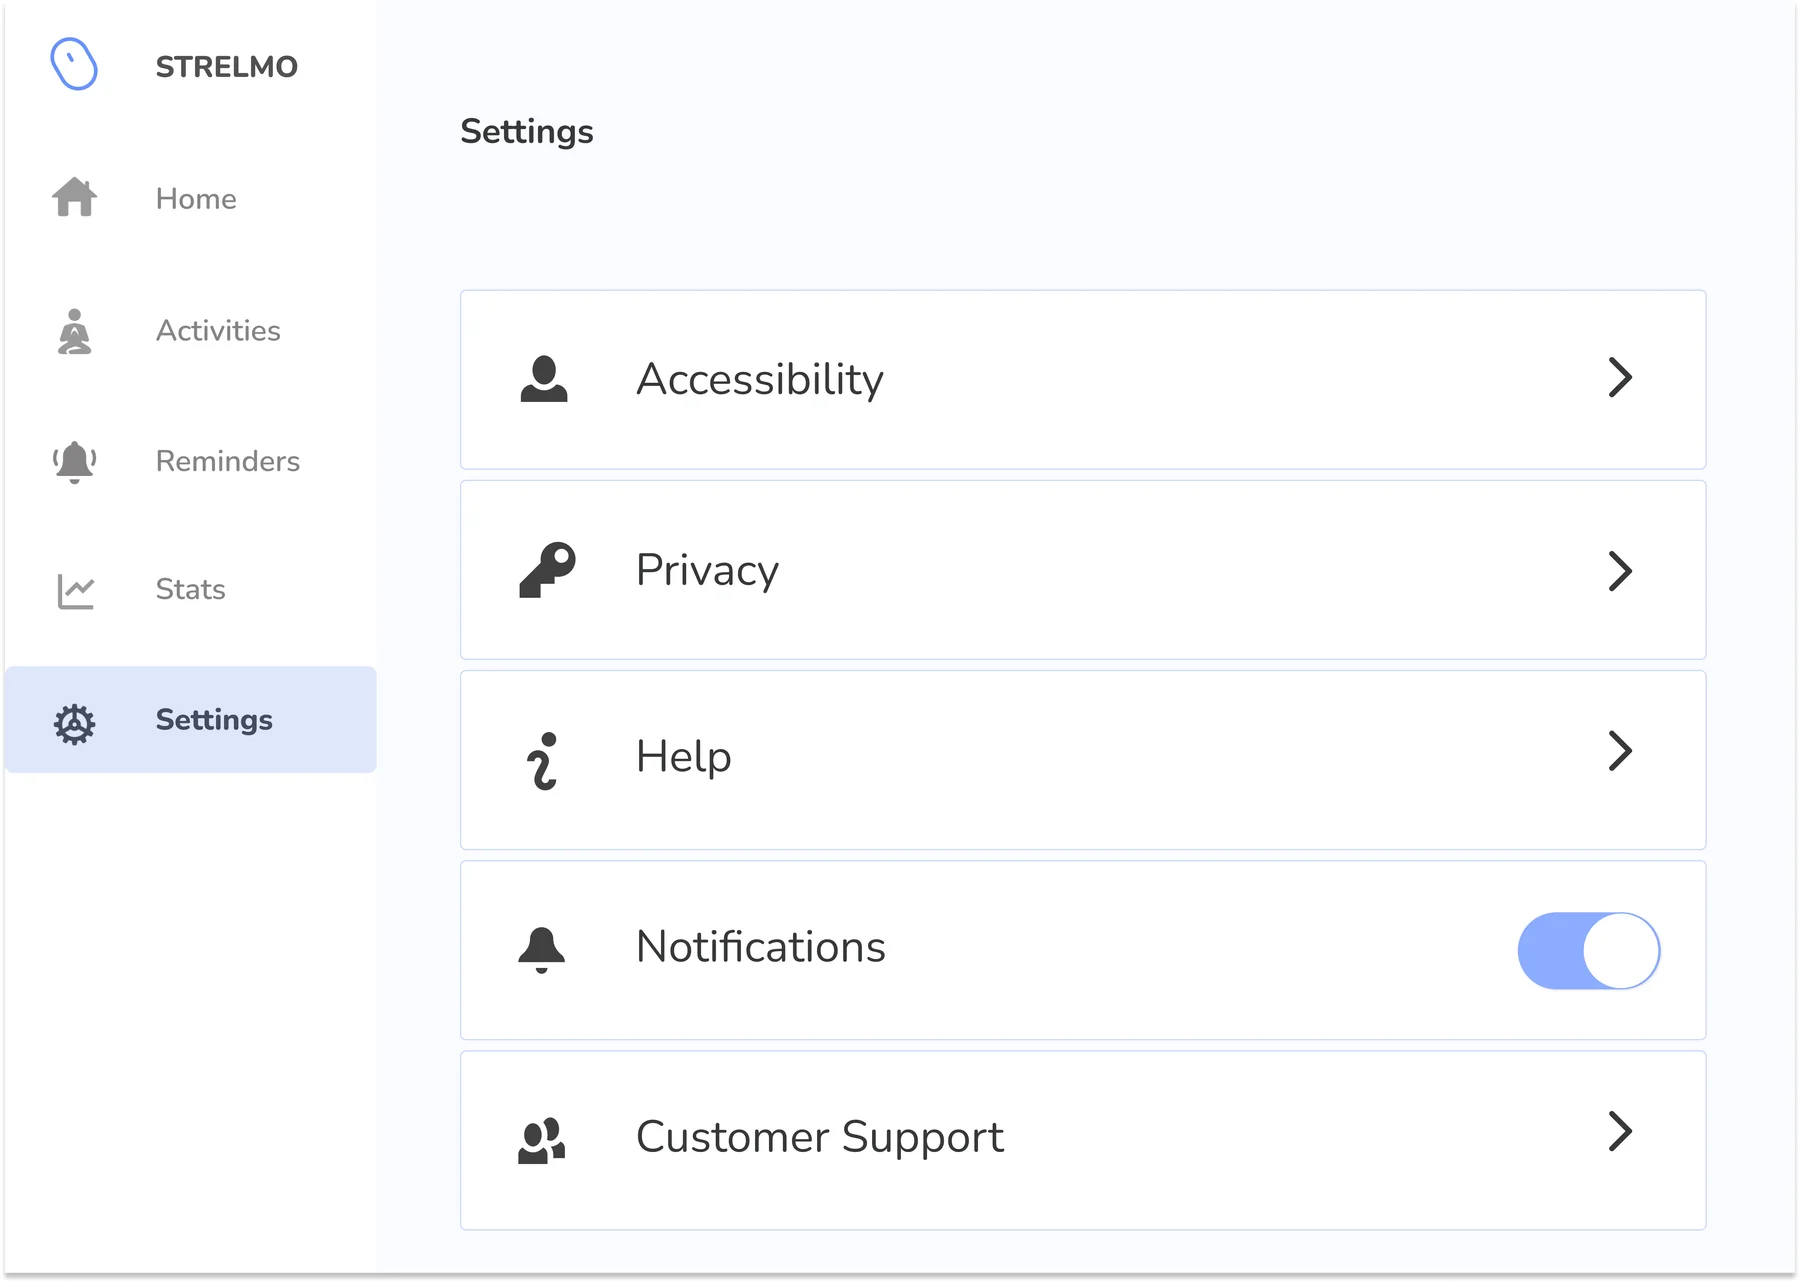 STRELMO
Home
Activities
Reminders
Stats
Settings
Settings
Accessibility
Privacy
Help
Notifications
Customer Support